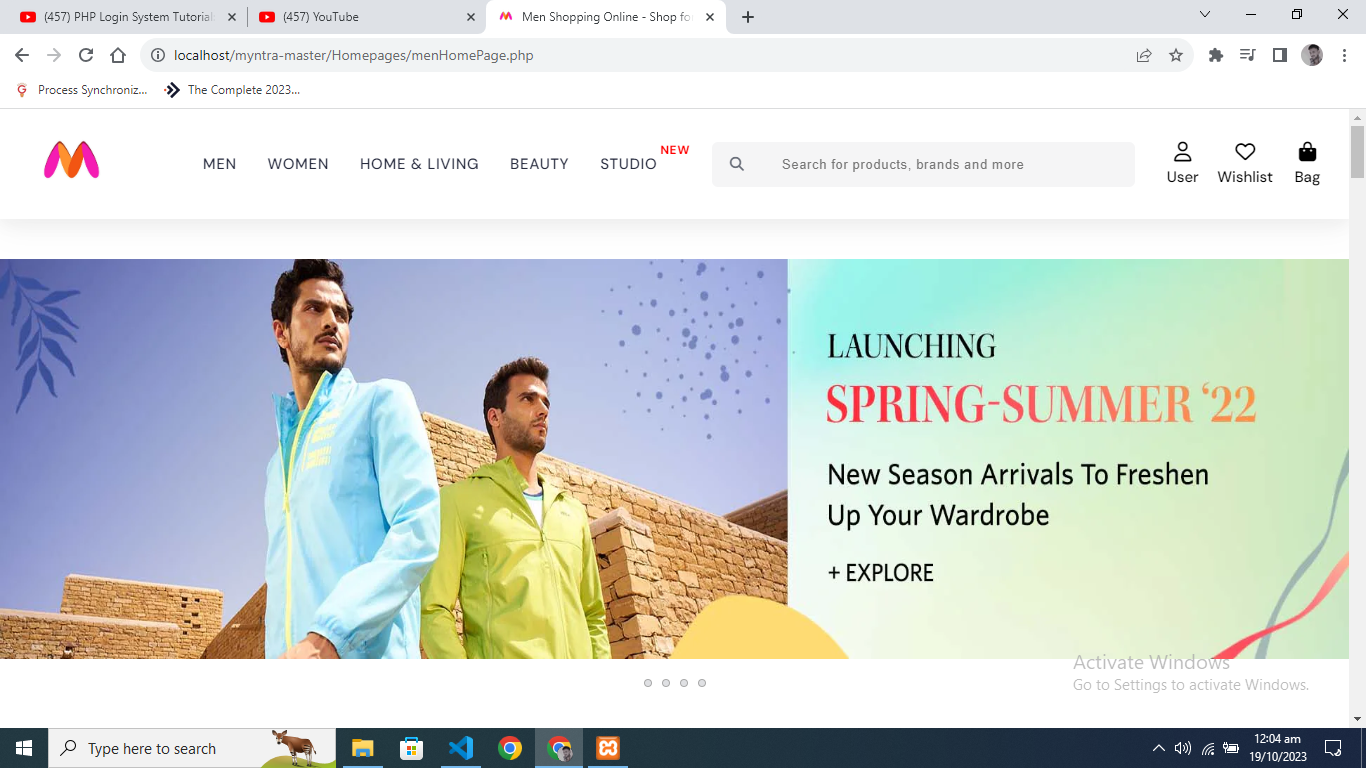 (457) PHP Login System Tutorial
(457) YouTube
Men Shopping Online - Shop for
localhost/myntra-master/Homepages/menHomePage.php
Process Synchroniz...
The Complete 2023...
MEN
WOMEN
HOME & LIVING
BEAUTY
STUDIO
NEW
Search for products, brands and more
User
Wishlist
Bag
LAUNCHING
SPRING-SUMMER ‘22
New Season Arrivals To Freshen
Up Your Wardrobe
+ EXPLORE
Activate Windows
Go to Settings to activate Windows.
Type here to search
12:04 am
19/10/2023